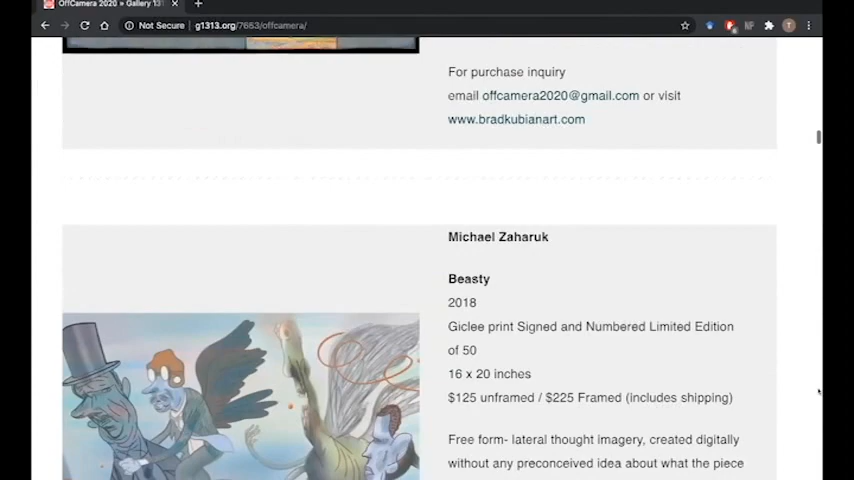 OffCamera 2020 » Gallery 131
Not Secure
g1313.org/7663/offcamera/
T
For purchase inquiry
email offcamera2020@gmail.com or visit
www.bradkubianart.com
Michael Zaharuk
Beasty
2018
Giclee print Signed and Numbered Limited Edition
of 50
16 x 20 inches
$125 unframed / $225 Framed (includes shipping)
Free form- lateral thought imagery, created digitally
without any preconceived idea about what the piece